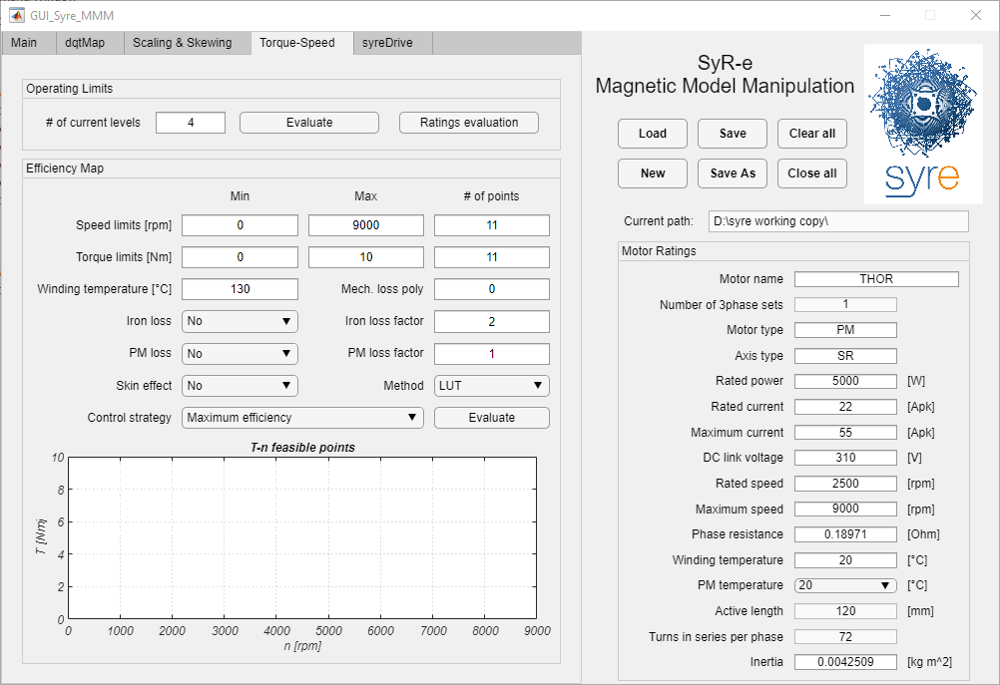 GUI_Syre_MMM
Main dqtMap Scaling & Skewing Torque-Speed syreDrive
Operating Limits
# of current levels 4 Evaluate Ratings evaluation
Efficiency Map
Min Max # of points
Speed limits [rpm] 0 9000 11
Torque limits [Nm] 0 10 11
Winding temperature [°C] 130 Mech. loss poly 0
Iron loss No Iron loss factor 2
PM loss No PM loss factor 1
Skin effect No Method LUT
Control strategy Maximum efficiency Evaluate
T-n feasible points
10
8
6
4
2
0
T [Nm]
0 1000 2000 3000 4000 5000 6000 7000 8000 9000
n [rpm]
SyR-e
Magnetic Model Manipulation
Load Save Clear all
New Save As Close all
syre
Current path: D:\syre working copy\
Motor Ratings
Motor name THOR
Number of 3phase sets 1
Motor type PM
Axis type SR
Rated power 5000 [W]
Rated current 22 [Apk]
Maximum current 55 [Apk]
DC link voltage 310 [V]
Rated speed 2500 [rpm]
Maximum speed 9000 [rpm]
Phase resistance 0.18971 [Ohm]
Winding temperature 20 [°C]
PM temperature 20 [°C]
Active length 120 [mm]
Turns in series per phase 72
Inertia 0.0042509 [kg m^2]